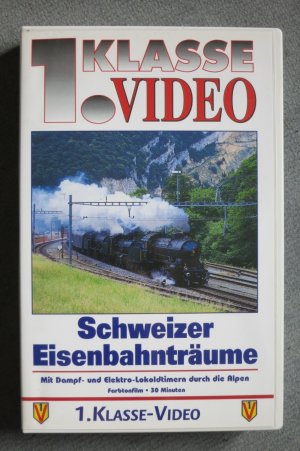 1. KLASSE
VIDEO
Schweizer
Eisenbahnträume
Mit Dampf- und Elektro-Lokoldtimern durch die Alpen
Farbtonfilm • 30 Minuten
V 1. KLASSE-VIDEO V